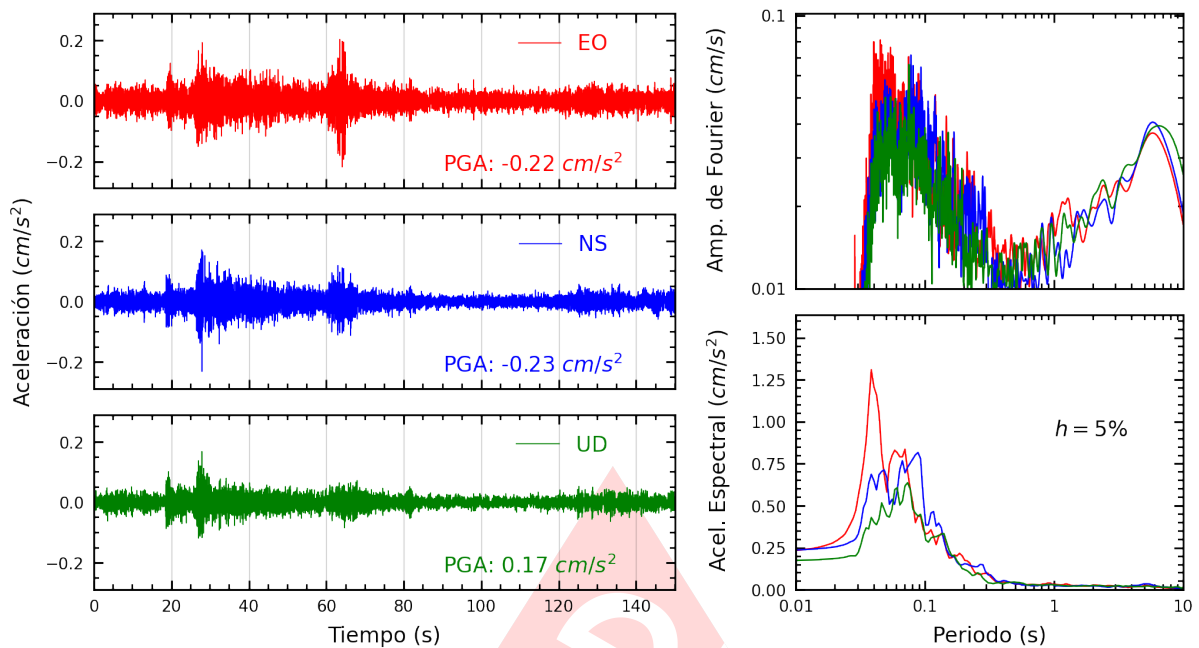 Aceleración (cm/s²)
0.2
0.0
−0.2
EO
PGA: -0.22 cm/s²
0.2
0.0
−0.2
NS
PGA: -0.23 cm/s²
0.2
0.0
−0.2
UD
PGA: 0.17 cm/s²
0 20 40 60 80 100 120 140
Tiempo (s)
Amp. de Fourier (cm/s)
0.1
0.01
Acel. Espectral (cm/s²)
1.50
1.25
1.00
0.75
0.50
0.25
0.00
h = 5%
0.01 0.1 1 10
Periodo (s)